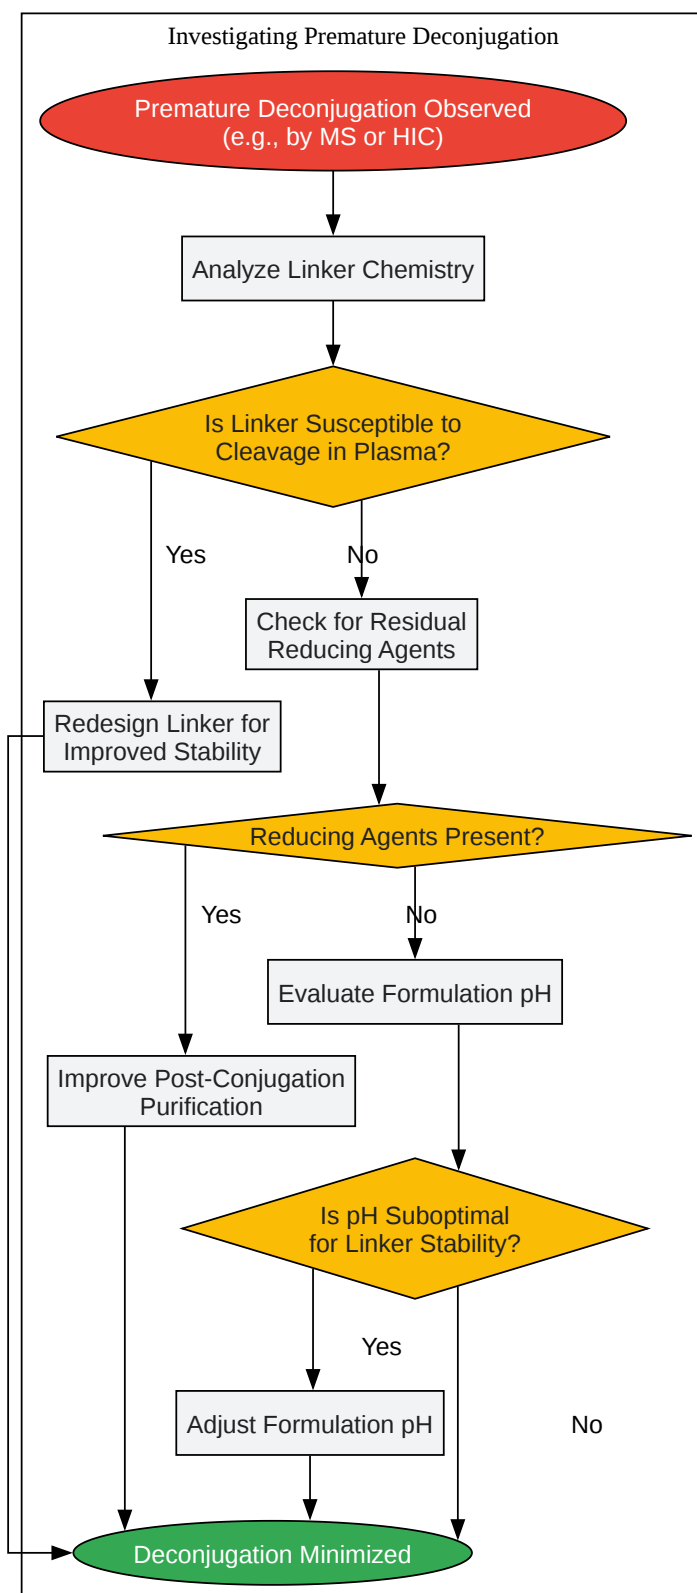 Investigating Premature Deconjugation
Premature Deconjugation Observed
(e.g., by MS or HIC)
Analyze Linker Chemistry
Is Linker Susceptible to
Cleavage in Plasma?
Yes
No
Check for Residual
Reducing Agents
Redesign Linker for
Improved Stability
Reducing Agents Present?
Yes
No
Evaluate Formulation pH
Improve Post-Conjugation
Purification
Is pH Suboptimal
for Linker Stability?
Yes
Adjust Formulation pH
No
Deconjugation Minimized